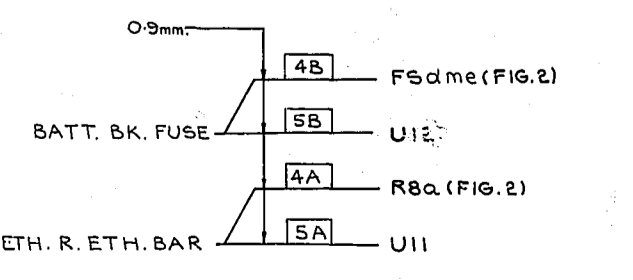 0.9mm.
4B FSdme (FIG.2)
BATT. BK. FUSE 5B U12
4A R8a (FIG.2)
ETH. R. ETH. BAR 5A U11